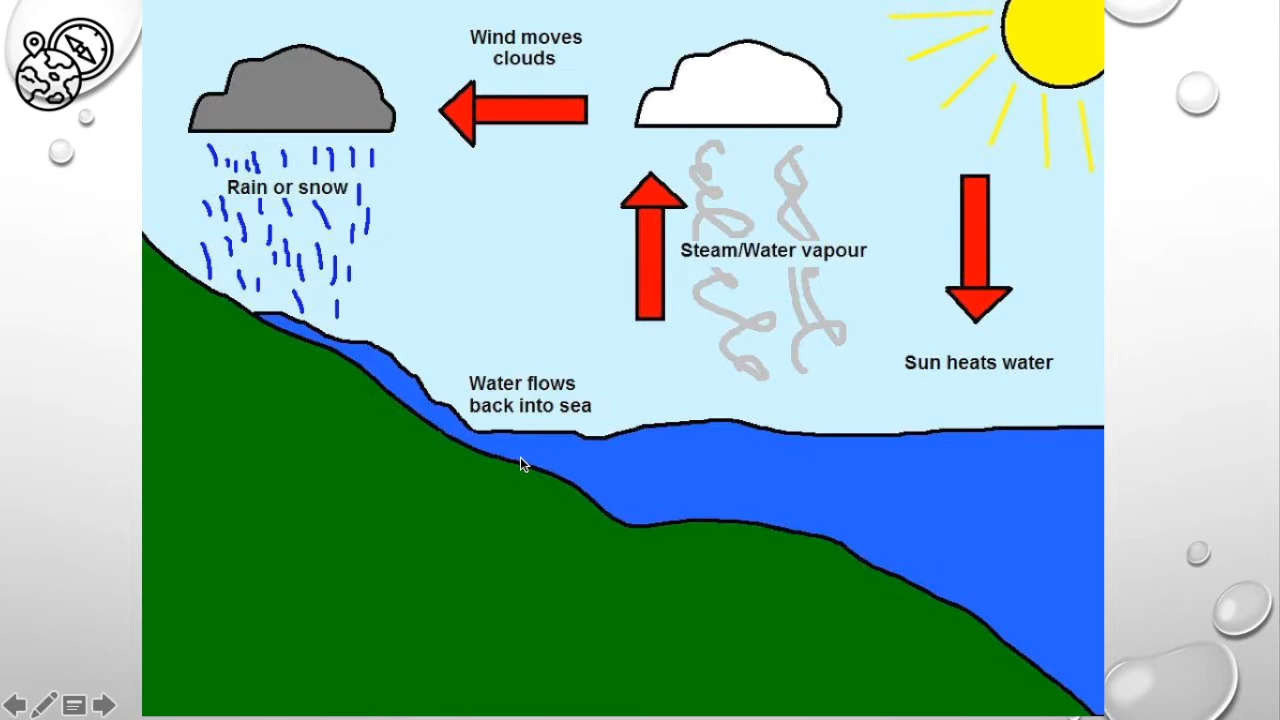 Wind moves
clouds
Rain or snow
Steam/Water vapour
Sun heats water
Water flows
back into sea